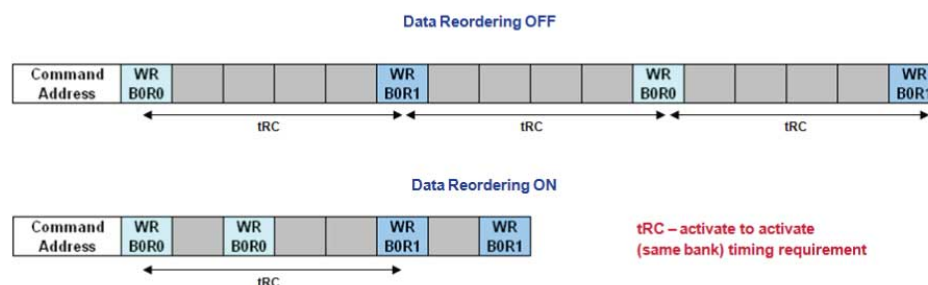 Data Reordering OFF
Command Address WR B0R0 WR B0R1 WR B0R0 WR B0R1
tRC tRC tRC
Data Reordering ON
Command Address WR B0R0 WR B0R0 WR B0R1 WR B0R1
tRC – activate to activate
(same bank) timing requirement
tRC